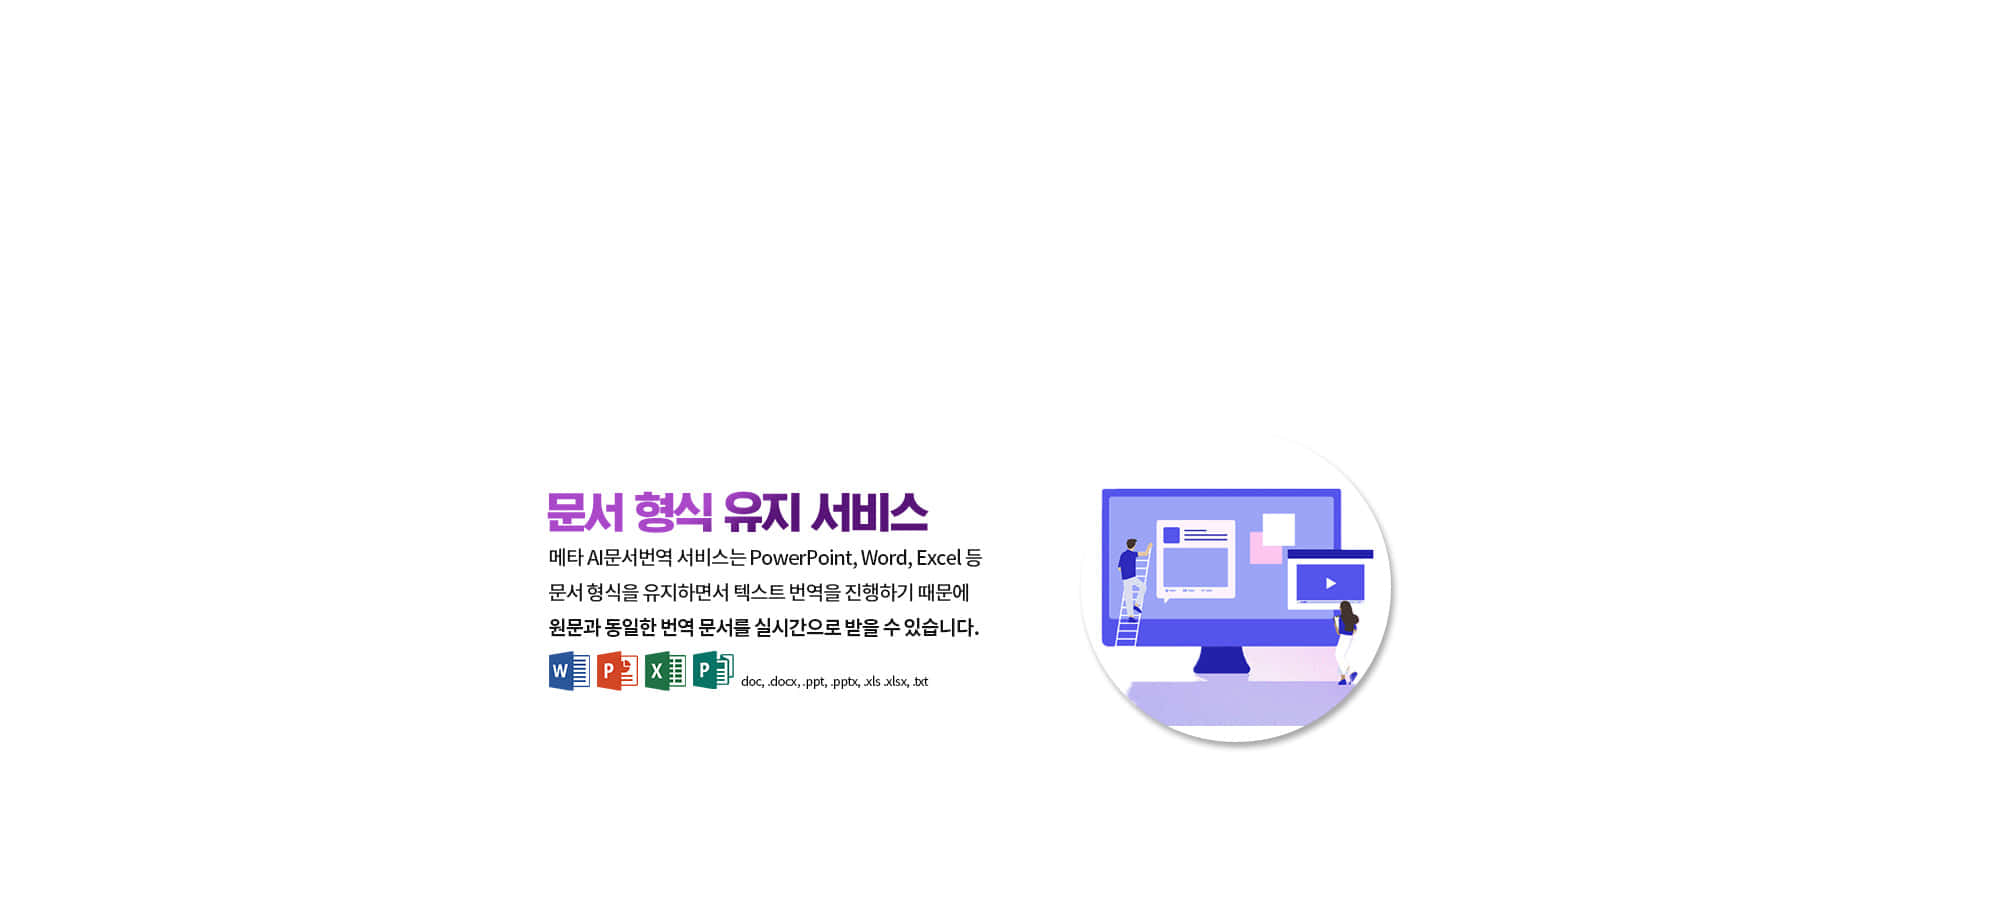 문서 형식 유지 서비스
메타 AI문서번역 서비스는 PowerPoint, Word, Excel 등
문서 형식을 유지하면서 텍스트 번역을 진행하기 때문에
원문과 동일한 번역 문서를 실시간으로 받을 수 있습니다.
W P X P doc, .docx, .ppt, .pptx, .xls .xlsx, .txt